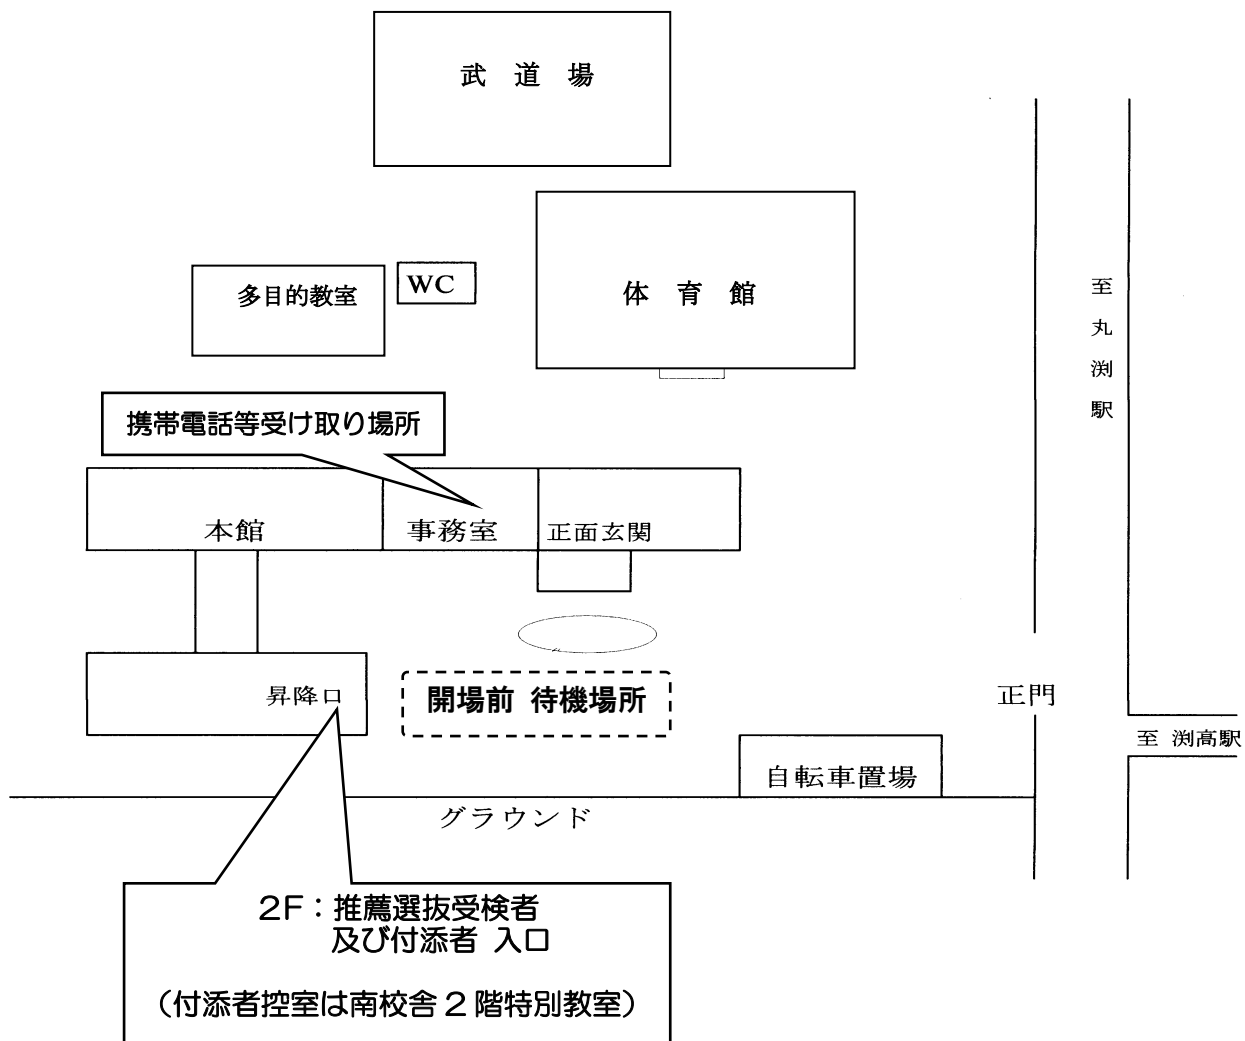 武 道 場
WC
多目的教室
体 育 館
至丸渕駅
携帯電話等受け取り場所
本館
事務室
正面玄関
昇降口
開場前 待機場所
正門
至 渕高駅
自転車置場
グラウンド
2F：推薦選抜受検者
及び付添者 入口
（付添者控室は南校舎２階特別教室）